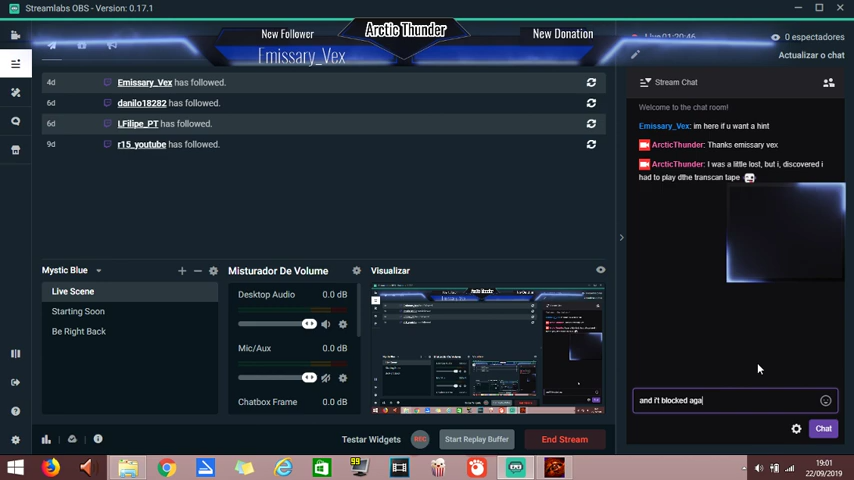 Streamlabs OBS - Version: 0.17.1
New Follower
Arctic Thunder
New Donation
Emissary_Vex
Live 01:20:46
0 espectadores
Actualizar o chat
4d Emissary_Vex has followed.
6d danilo18282 has followed.
6d LFilipe_PT has followed.
9d r15_youtube has followed.
Stream Chat
Welcome to the chat room!
Emissary_Vex: im here if u want a hint
ArcticThunder: Thanks emissary vex
ArcticThunder: I was a little lost, but i, discovered i
had to play dthe transcan tape
Mystic Blue
Live Scene
Starting Soon
Be Right Back
Misturador De Volume
Desktop Audio 0.0 dB
Mic/Aux 0.0 dB
Chatbox Frame 0.0 dB
Visualizar
and i't blocked aga
Chat
Testar Widgets
REC
Start Replay Buffer
End Stream
99
19:01
22/09/2019